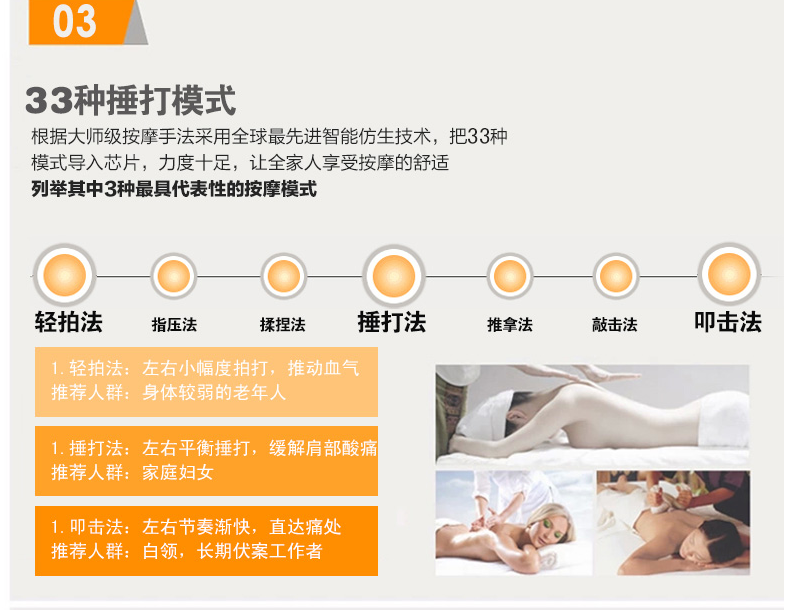 03
33种捶打模式
根据大师级按摩手法采用全球最先进智能仿生技术，把33种
模式导入芯片，力度十足，让全家人享受按摩的舒适
列举其中3种最具代表性的按摩模式
轻拍法 指压法 揉捏法 捶打法 推拿法 敲击法 叩击法
1.轻拍法：左右小幅度拍打，推动血气
推荐人群：身体较弱的老年人
1.捶打法：左右平衡捶打，缓解肩部酸痛
推荐人群：家庭妇女
1.叩击法：左右节奏渐快，直达痛处
推荐人群：白领，长期伏案工作者